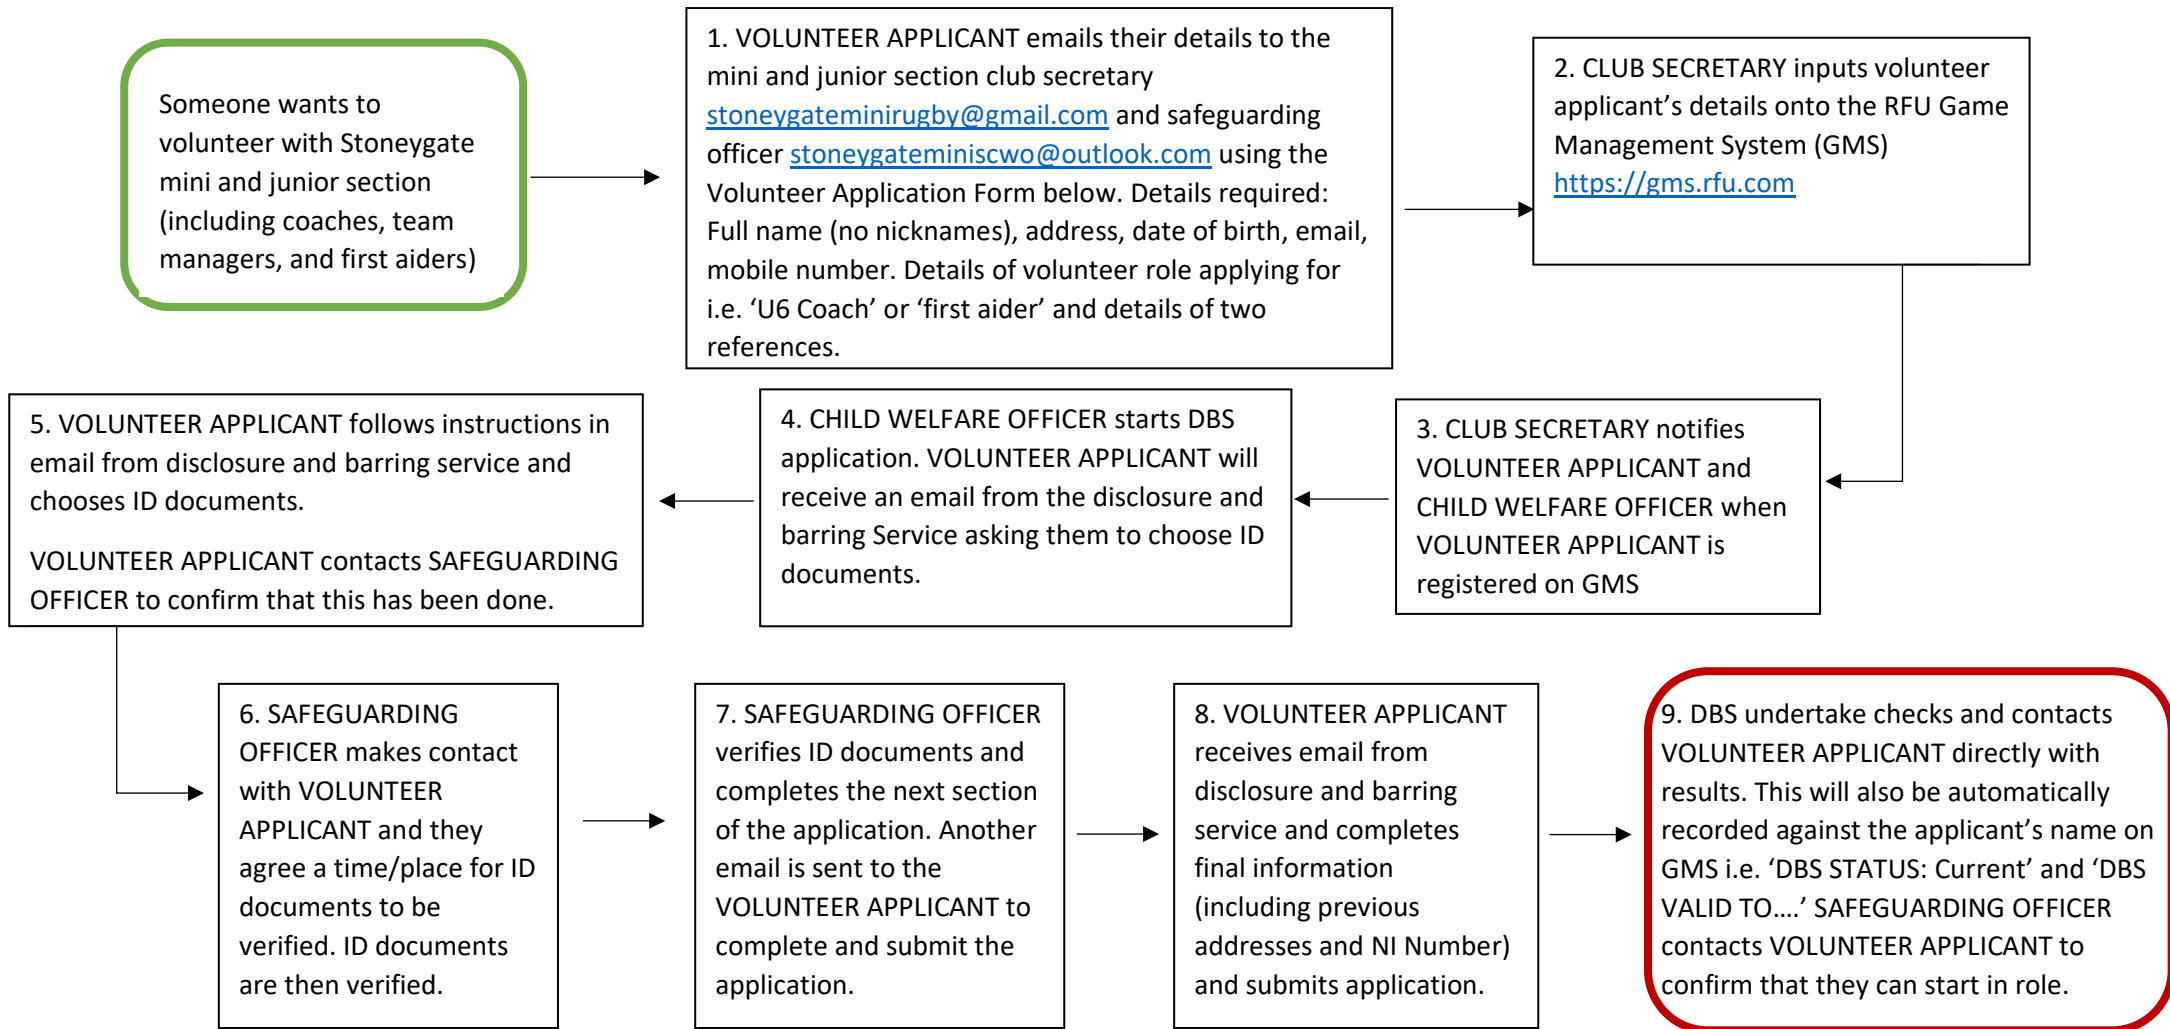 Someone wants to
volunteer with Stoneygate
mini and junior section
(including coaches, team
managers, and first aiders)
1. VOLUNTEER APPLICANT emails their details to the
mini and junior section club secretary
stoneygateminirugby@gmail.com and safeguarding
officer stoneygateminiscwo@outlook.com using the
Volunteer Application Form below. Details required:
Full name (no nicknames), address, date of birth, email,
mobile number. Details of volunteer role applying for
i.e. ‘U6 Coach’ or ‘first aider’ and details of two
references.
2. CLUB SECRETARY inputs volunteer
applicant’s details onto the RFU Game
Management System (GMS)
https://gms.rfu.com
3. CLUB SECRETARY notifies
VOLUNTEER APPLICANT and
CHILD WELFARE OFFICER when
VOLUNTEER APPLICANT is
registered on GMS
4. CHILD WELFARE OFFICER starts DBS
application. VOLUNTEER APPLICANT will
receive an email from the disclosure and
barring Service asking them to choose ID
documents.
5. VOLUNTEER APPLICANT follows instructions in
email from disclosure and barring service and
chooses ID documents.
VOLUNTEER APPLICANT contacts SAFEGUARDING
OFFICER to confirm that this has been done.
6. SAFEGUARDING
OFFICER makes contact
with VOLUNTEER
APPLICANT and they
agree a time/place for ID
documents to be
verified. ID documents
are then verified.
7. SAFEGUARDING OFFICER
verifies ID documents and
completes the next section
of the application. Another
email is sent to the
VOLUNTEER APPLICANT to
complete and submit the
application.
8. VOLUNTEER APPLICANT
receives email from
disclosure and barring
service and completes
final information
(including previous
addresses and NI Number)
and submits application.
9. DBS undertake checks and contacts
VOLUNTEER APPLICANT directly with
results. This will also be automatically
recorded against the applicant’s name on
GMS i.e. ‘DBS STATUS: Current’ and ‘DBS
VALID TO….’ SAFEGUARDING OFFICER
contacts VOLUNTEER APPLICANT to
confirm that they can start in role.